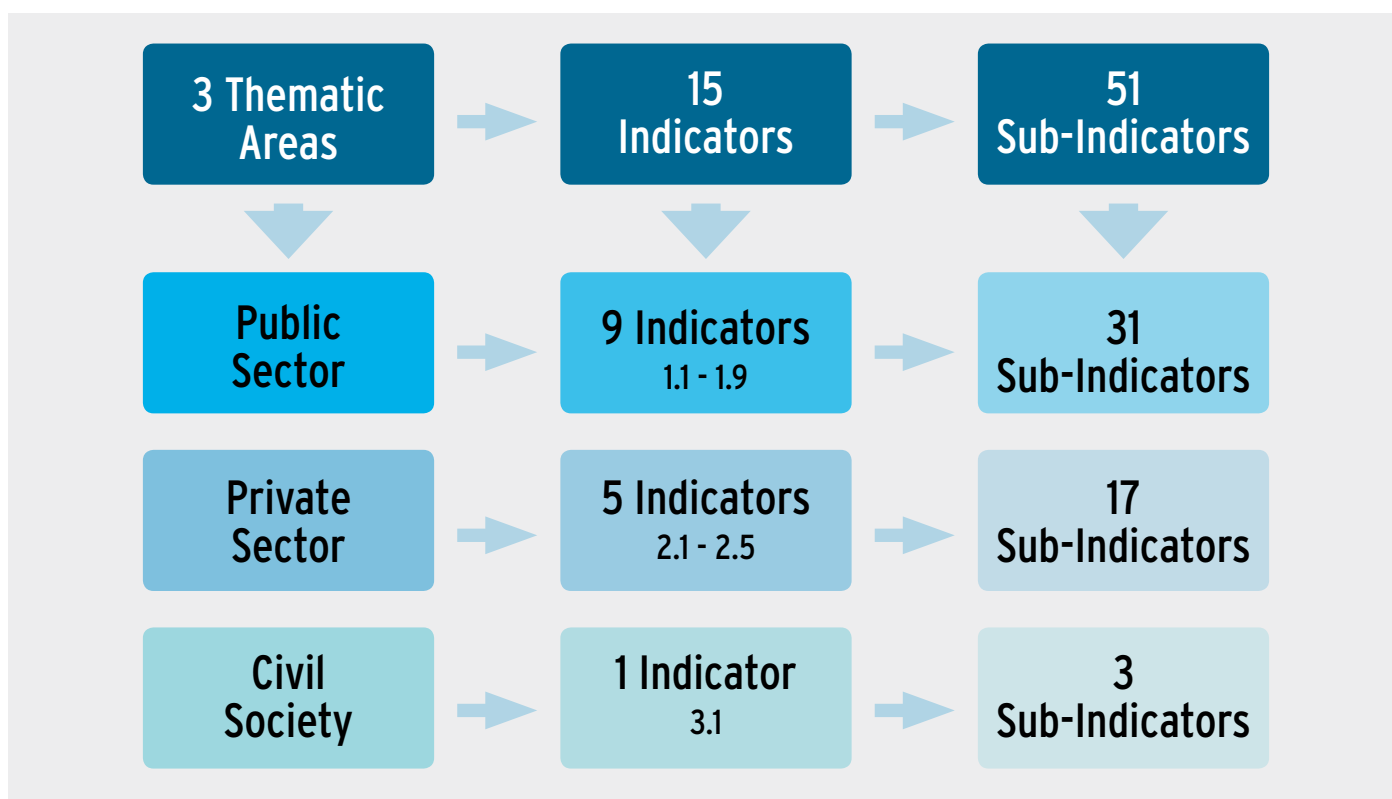 3 Thematic
Areas
15
Indicators
51
Sub-Indicators
Public
Sector
9 Indicators
1.1 - 1.9
31
Sub-Indicators
Private
Sector
5 Indicators
2.1 - 2.5
17
Sub-Indicators
Civil
Society
1 Indicator
3.1
3
Sub-Indicators